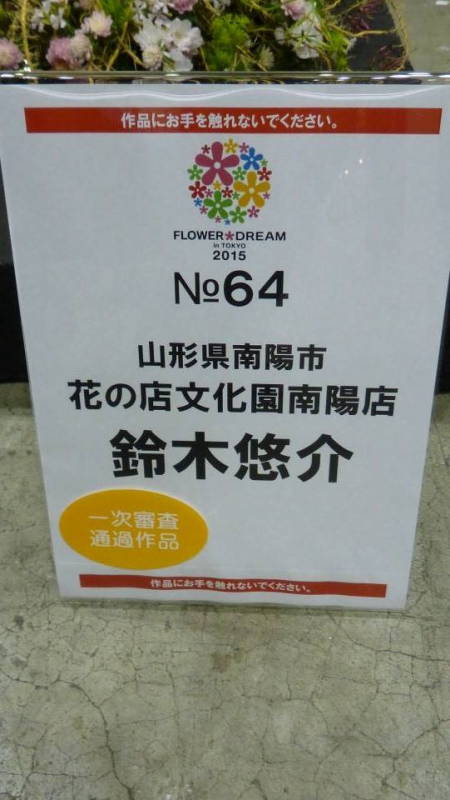 作品にお手を触れないでください。
FLOWER*DREAM
in TOKYO
2015
№64
山形県南陽市
花の店文化園南陽店
鈴木悠介
一次審査
通過作品
作品にお手を触れないでください。